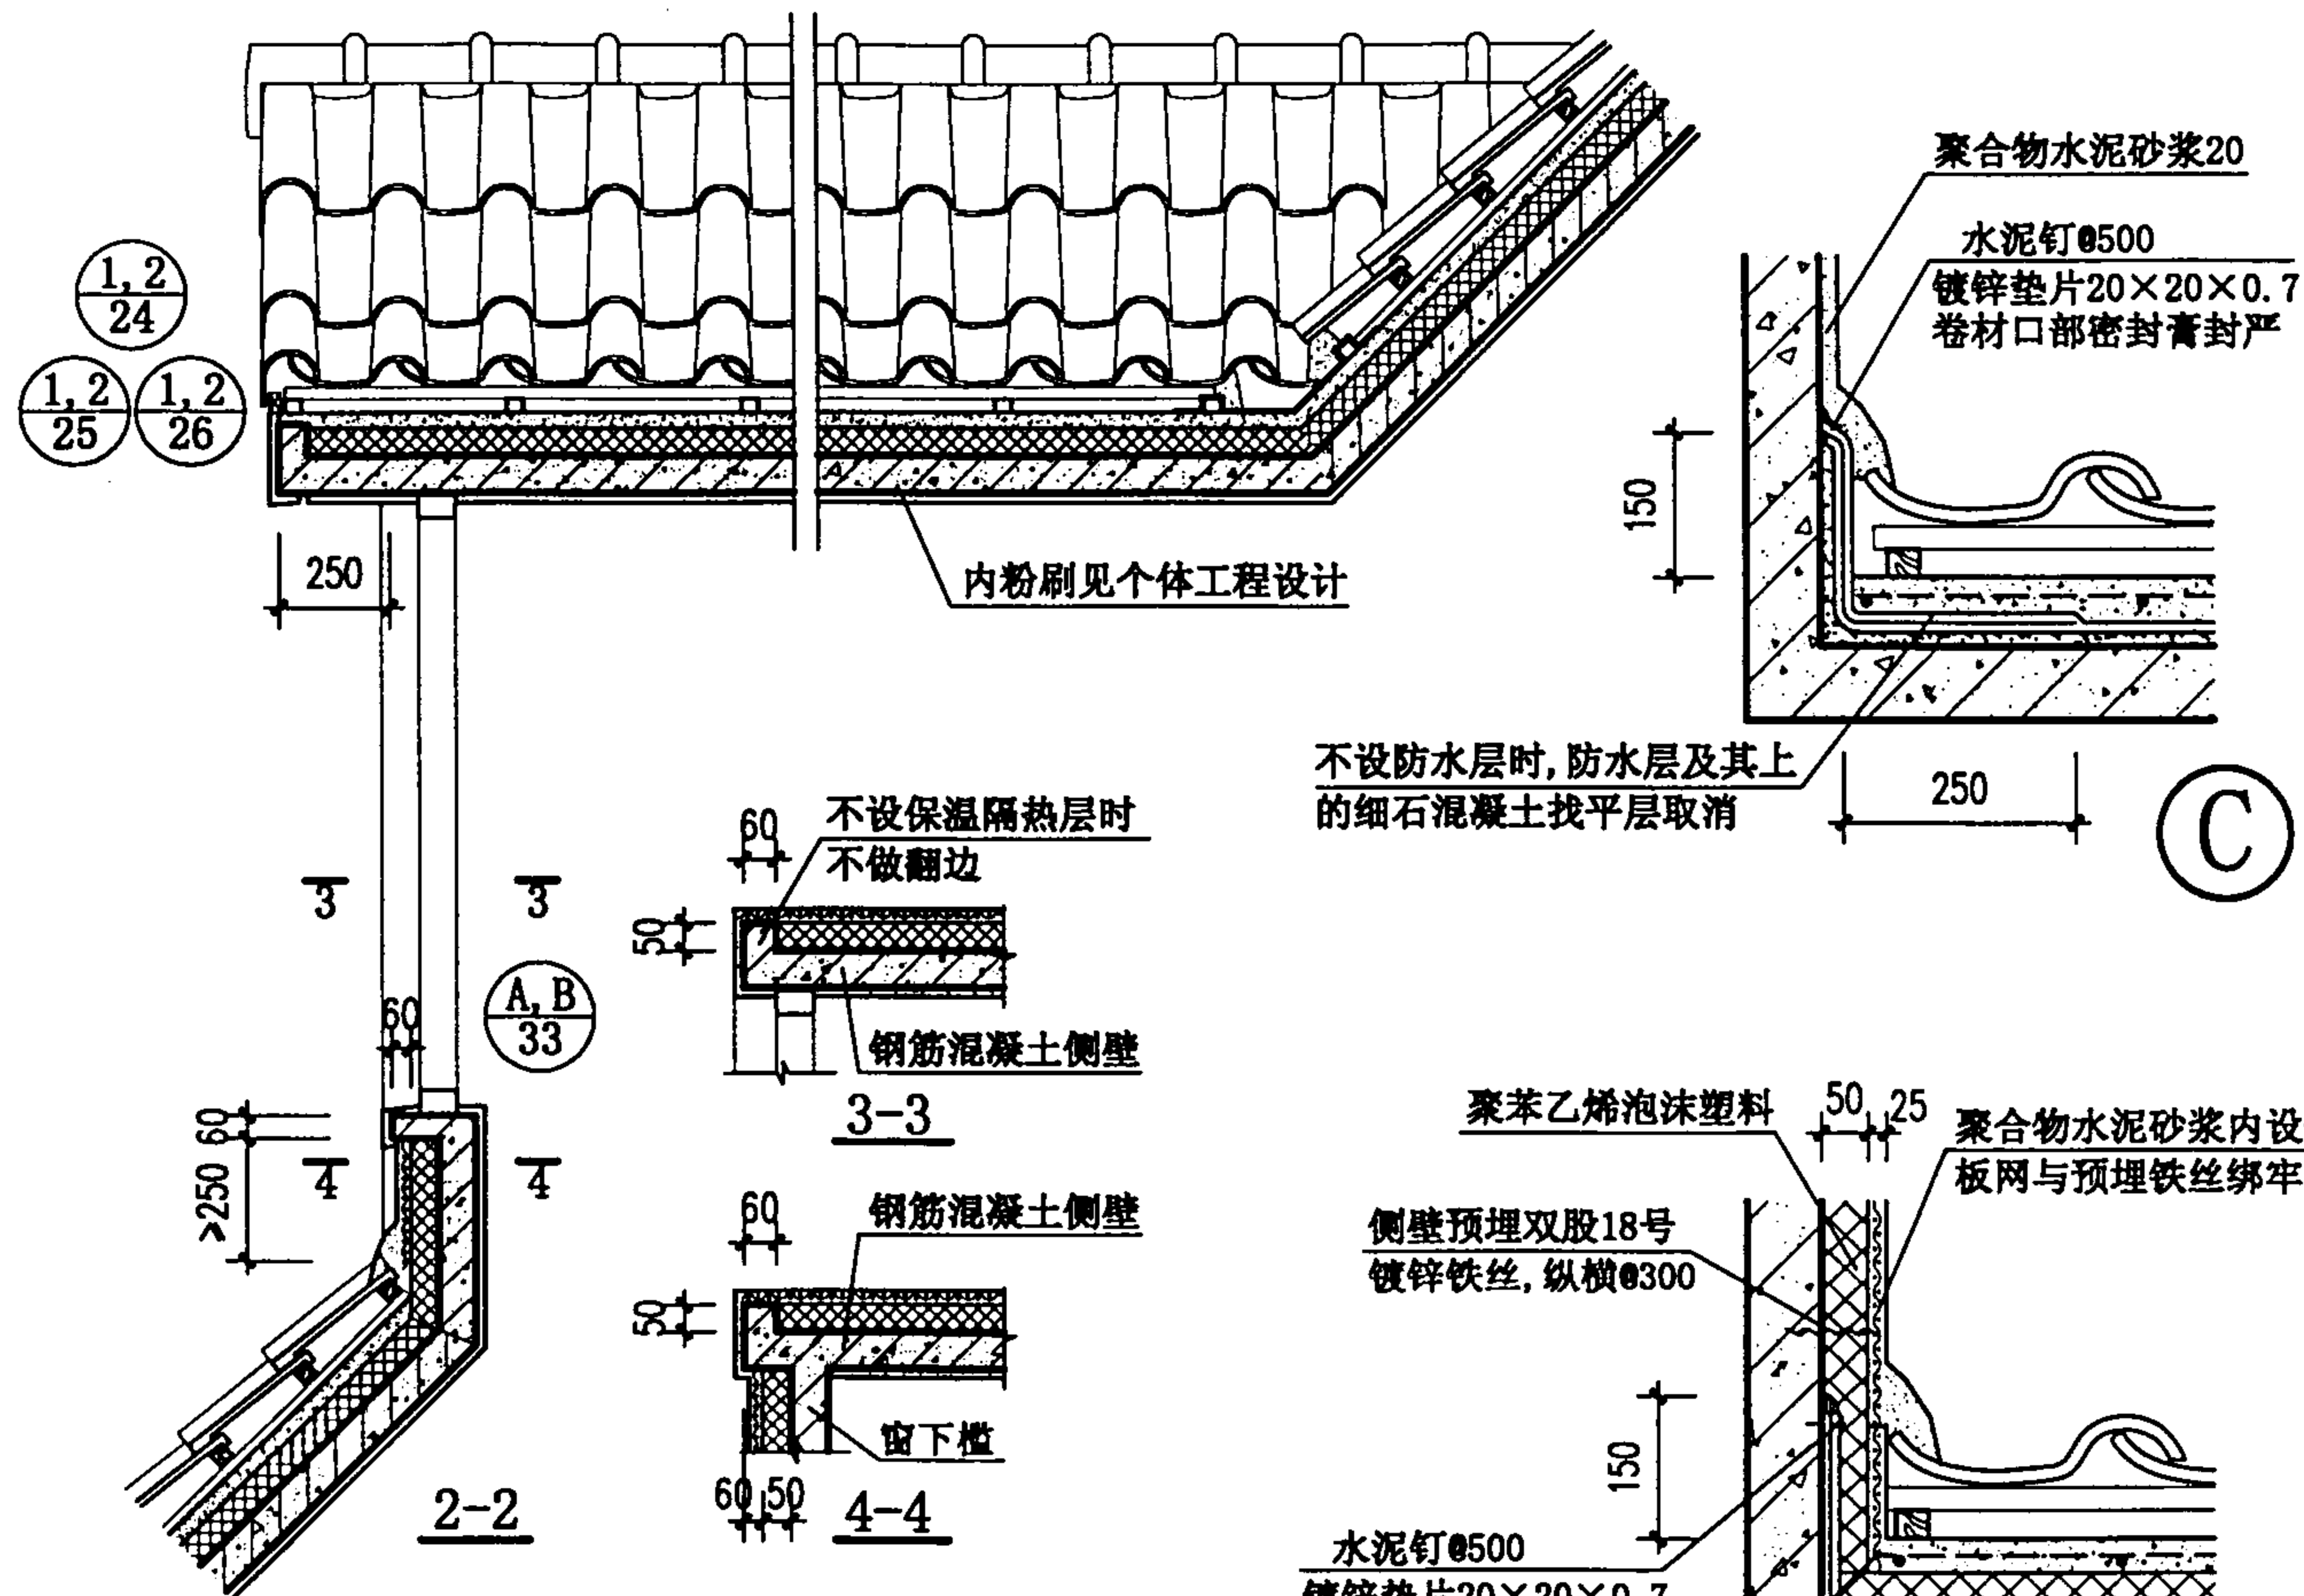 1,2
24
1,2
25
1,2
26
250
内粉刷见个体工程设计
聚合物水泥砂浆20
水泥钉@500
镀锌垫片20×20×0.7
卷材口部密封膏封严
150
不设防水层时,防水层及其上
的细石混凝土找平层取消
250
C
3
3
A,B
33
60
60
≥250
4
4
2-2
60
不设保温隔热层时
不做翻边
50
钢筋混凝土侧壁
3-3
60
钢筋混凝土侧壁
50
窗下槛
60
50
4-4
聚苯乙烯泡沫塑料
50
25
聚合物水泥砂浆内设
板网与预埋铁丝绑牢
侧壁预埋双股18号
镀锌铁丝,纵横@300
150
水泥钉@500
镀锌垫片20×20×0.7